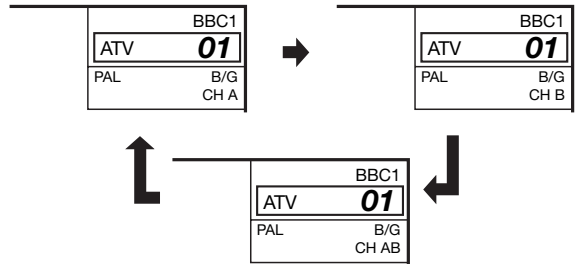 BBC1
ATV 01
PAL B/G
CH A
BBC1
ATV 01
PAL B/G
CH B
BBC1
ATV 01
PAL B/G
CH AB